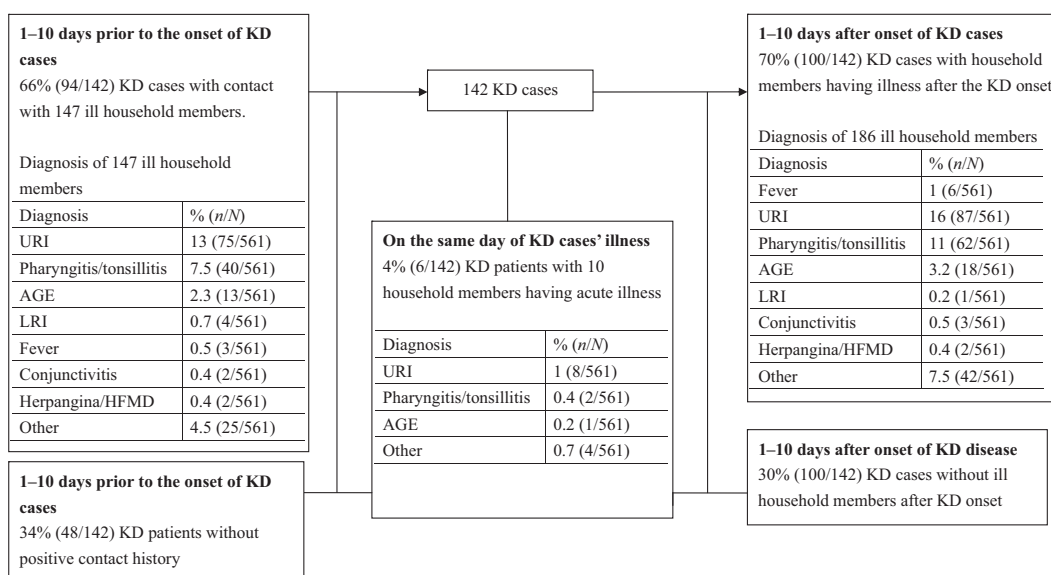 1–10 days prior to the onset of KD
cases
66% (94/142) KD cases with contact
with 147 ill household members.
Diagnosis of 147 ill household
members
Diagnosis % (n/N)
URI 13 (75/561)
Pharyngitis/tonsillitis 7.5 (40/561)
AGE 2.3 (13/561)
LRI 0.7 (4/561)
Fever 0.5 (3/561)
Conjunctivitis 0.4 (2/561)
Herpangina/HFMD 0.4 (2/561)
Other 4.5 (25/561)
1–10 days prior to the onset of KD
cases
34% (48/142) KD patients without
positive contact history
142 KD cases
On the same day of KD cases' illness
4% (6/142) KD patients with 10
household members having acute illness
Diagnosis % (n/N)
URI 1 (8/561)
Pharyngitis/tonsillitis 0.4 (2/561)
AGE 0.2 (1/561)
Other 0.7 (4/561)
1–10 days after onset of KD cases
70% (100/142) KD cases with household
members having illness after the KD onset
Diagnosis of 186 ill household members
Diagnosis % (n/N)
Fever 1 (6/561)
URI 16 (87/561)
Pharyngitis/tonsillitis 11 (62/561)
AGE 3.2 (18/561)
LRI 0.2 (1/561)
Conjunctivitis 0.5 (3/561)
Herpangina/HFMD 0.4 (2/561)
Other 7.5 (42/561)
1–10 days after onset of KD disease
30% (100/142) KD cases without ill
household members after KD onset